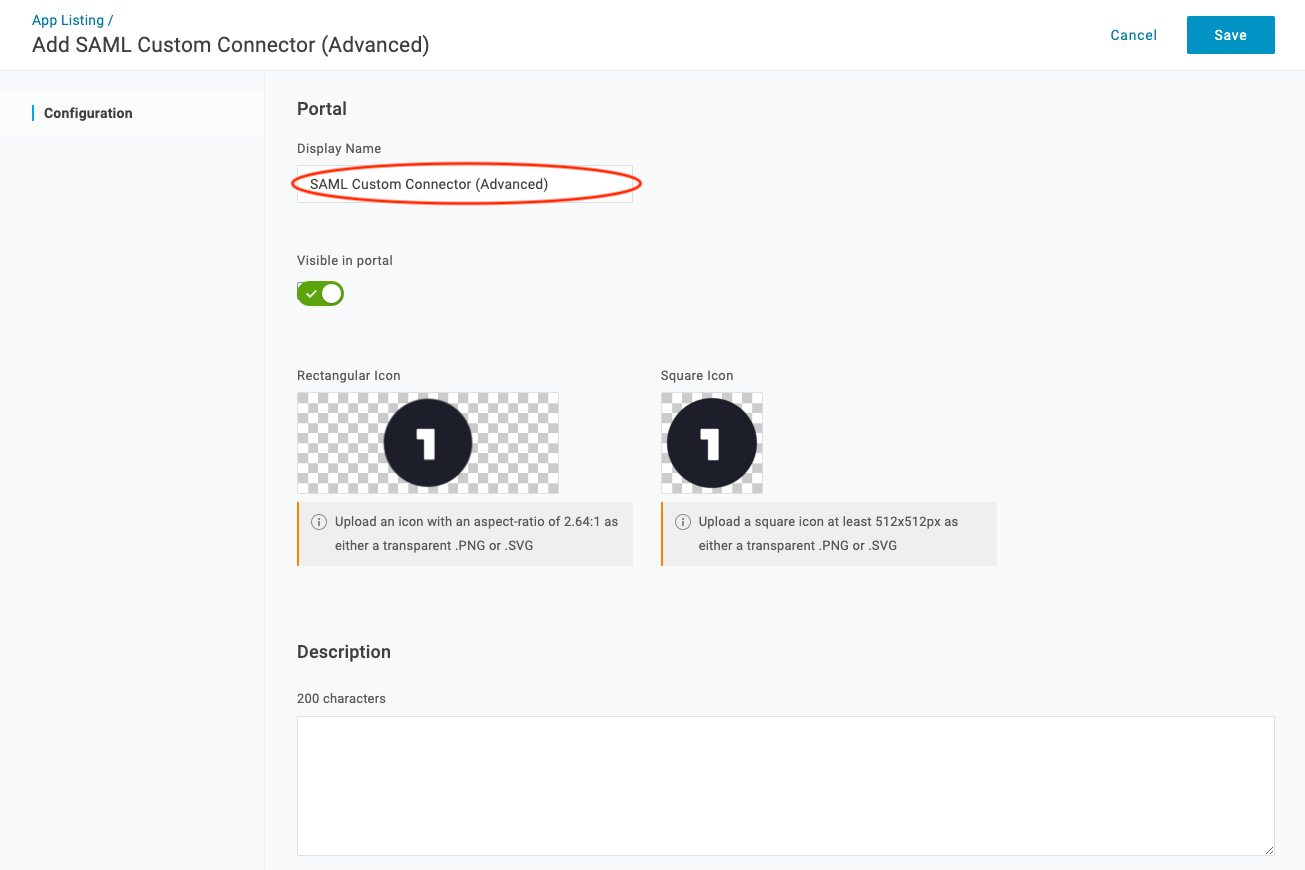 App Listing /
Add SAML Custom Connector (Advanced)
Cancel
Save
Configuration
Portal
Display Name
SAML Custom Connector (Advanced)
Visible in portal
Rectangular Icon
Square Icon
1
1
Upload an icon with an aspect-ratio of 2.64:1 as
either a transparent .PNG or .SVG
Upload a square icon at least 512x512px as
either a transparent .PNG or .SVG
Description
200 characters